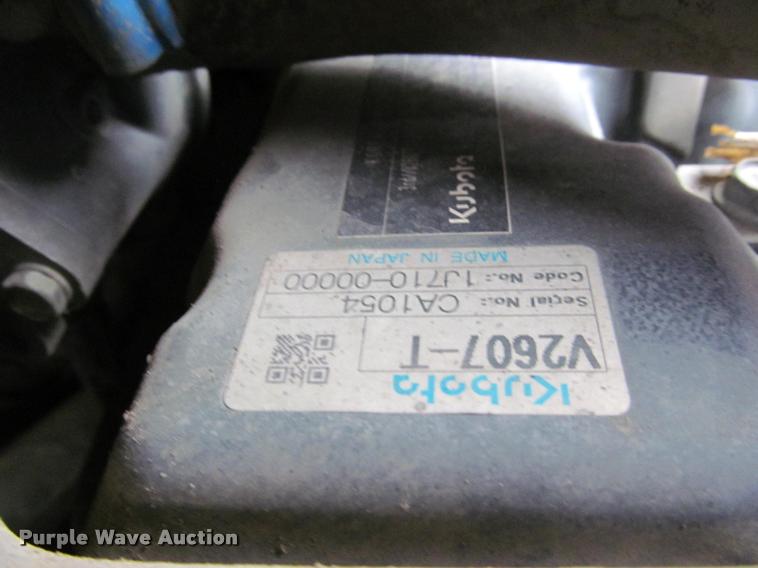 Kubota
V2607-T
Serial No.: CA1054
Code No.: 1J710-00000
MADE IN JAPAN
Kubota
Purple Wave Auction